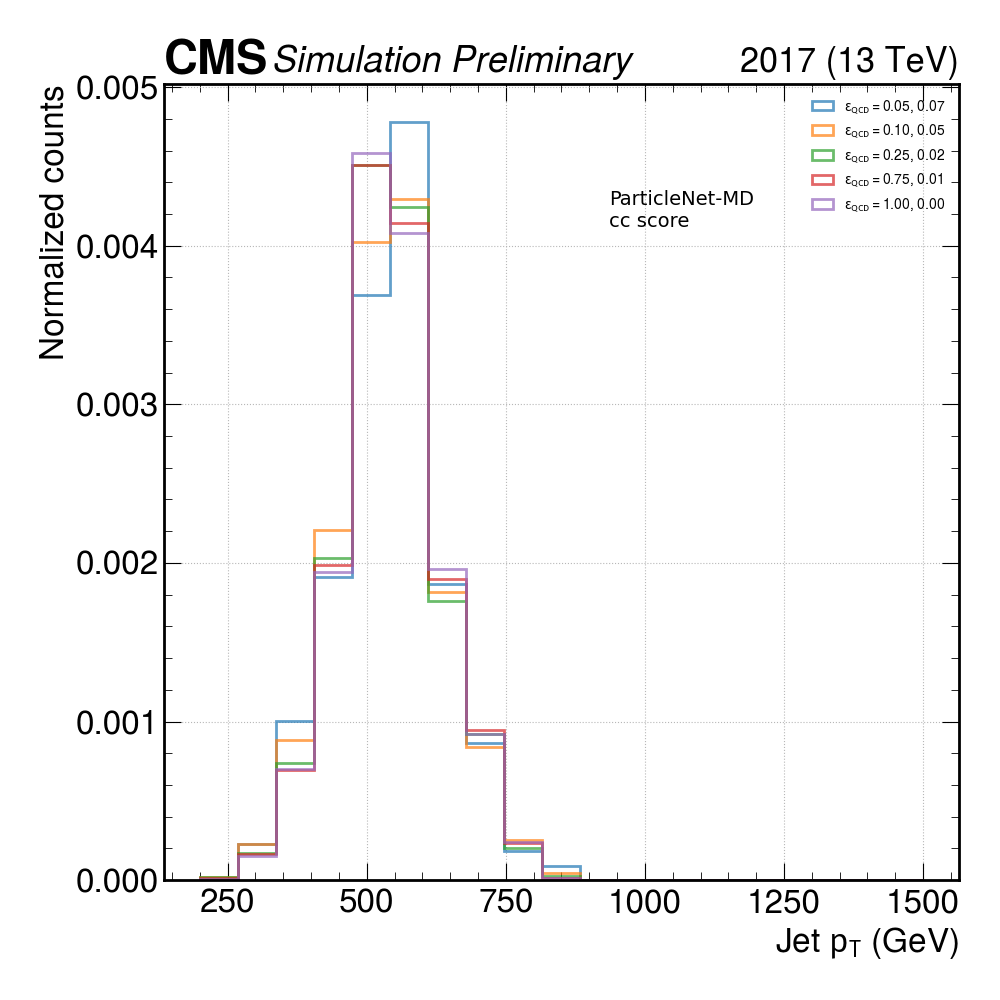 CMS Simulation Preliminary 2017 (13 TeV)
Normalized counts
0.005
0.004
0.003
0.002
0.001
0.000
ε_QCD = 0.05, 0.07
ε_QCD = 0.10, 0.05
ε_QCD = 0.25, 0.02
ε_QCD = 0.75, 0.01
ε_QCD = 1.00, 0.00
ParticleNet-MD
cc score
250 500 750 1000 1250 1500
Jet p_T (GeV)